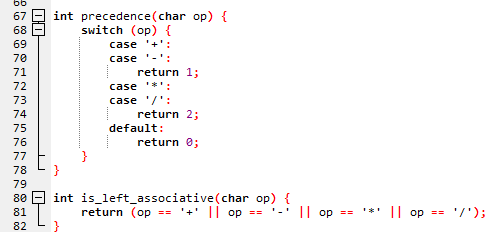 66
67 int precedence(char op) {
68     switch (op) {
69         case '+':
70         case '-':
71             return 1;
72         case '*':
73         case '/':
74             return 2;
75         default:
76             return 0;
77     }
78 }
79
80 int is_left_associative(char op) {
81     return (op == '+' || op == '-' || op == '*' || op == '/');
82 }